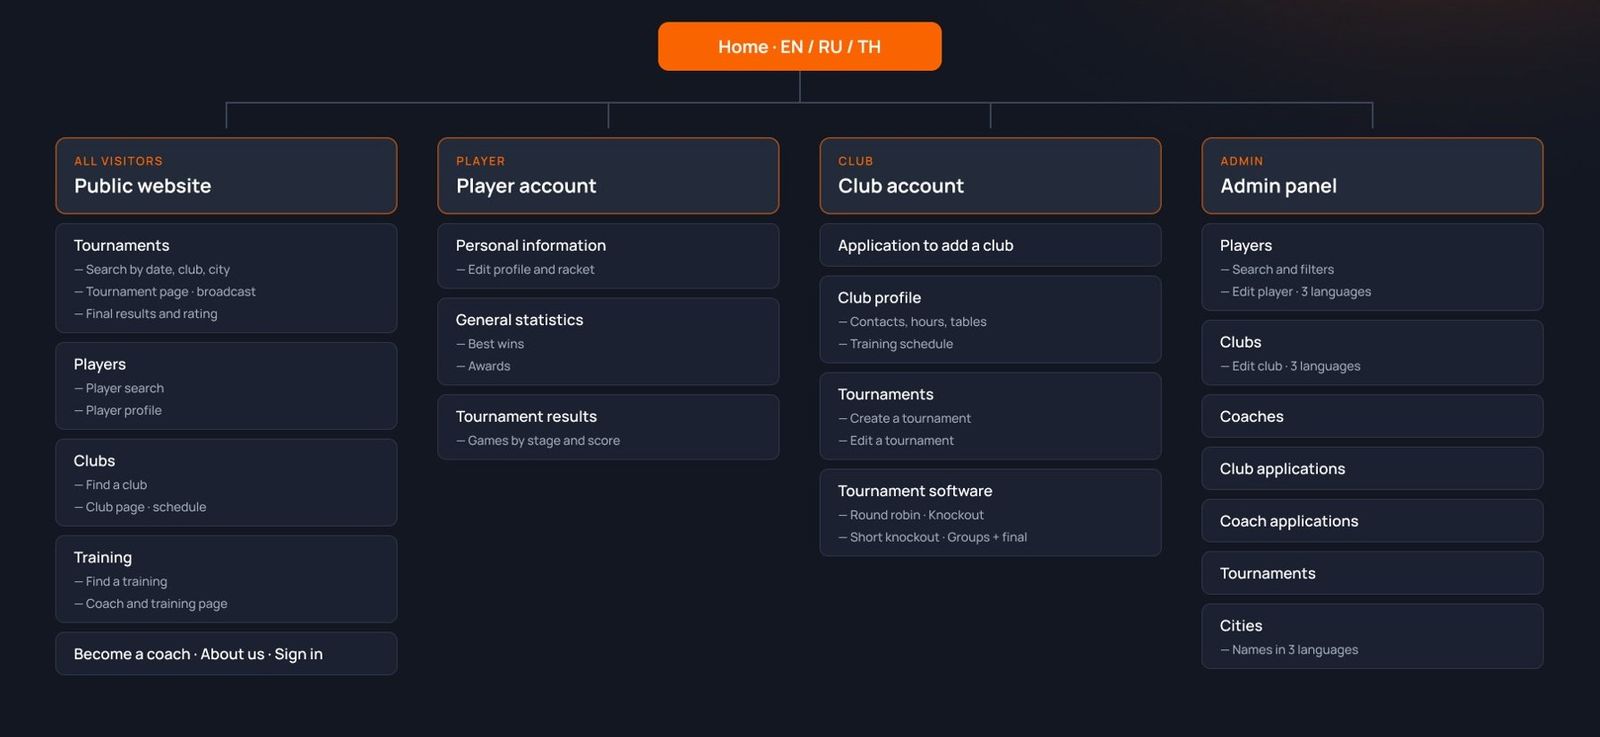 Home · EN / RU / TH
ALL VISITORS
Public website
Tournaments
— Search by date, club, city
— Tournament page · broadcast
— Final results and rating
Players
— Player search
— Player profile
Clubs
— Find a club
— Club page · schedule
Training
— Find a training
— Coach and training page
Become a coach · About us · Sign in
PLAYER
Player account
Personal information
— Edit profile and racket
General statistics
— Best wins
— Awards
Tournament results
— Games by stage and score
CLUB
Club account
Application to add a club
Club profile
— Contacts, hours, tables
— Training schedule
Tournaments
— Create a tournament
— Edit a tournament
Tournament software
— Round robin · Knockout
— Short knockout · Groups + final
ADMIN
Admin panel
Players
— Search and filters
— Edit player · 3 languages
Clubs
— Edit club · 3 languages
Coaches
Club applications
Coach applications
Tournaments
Cities
— Names in 3 languages